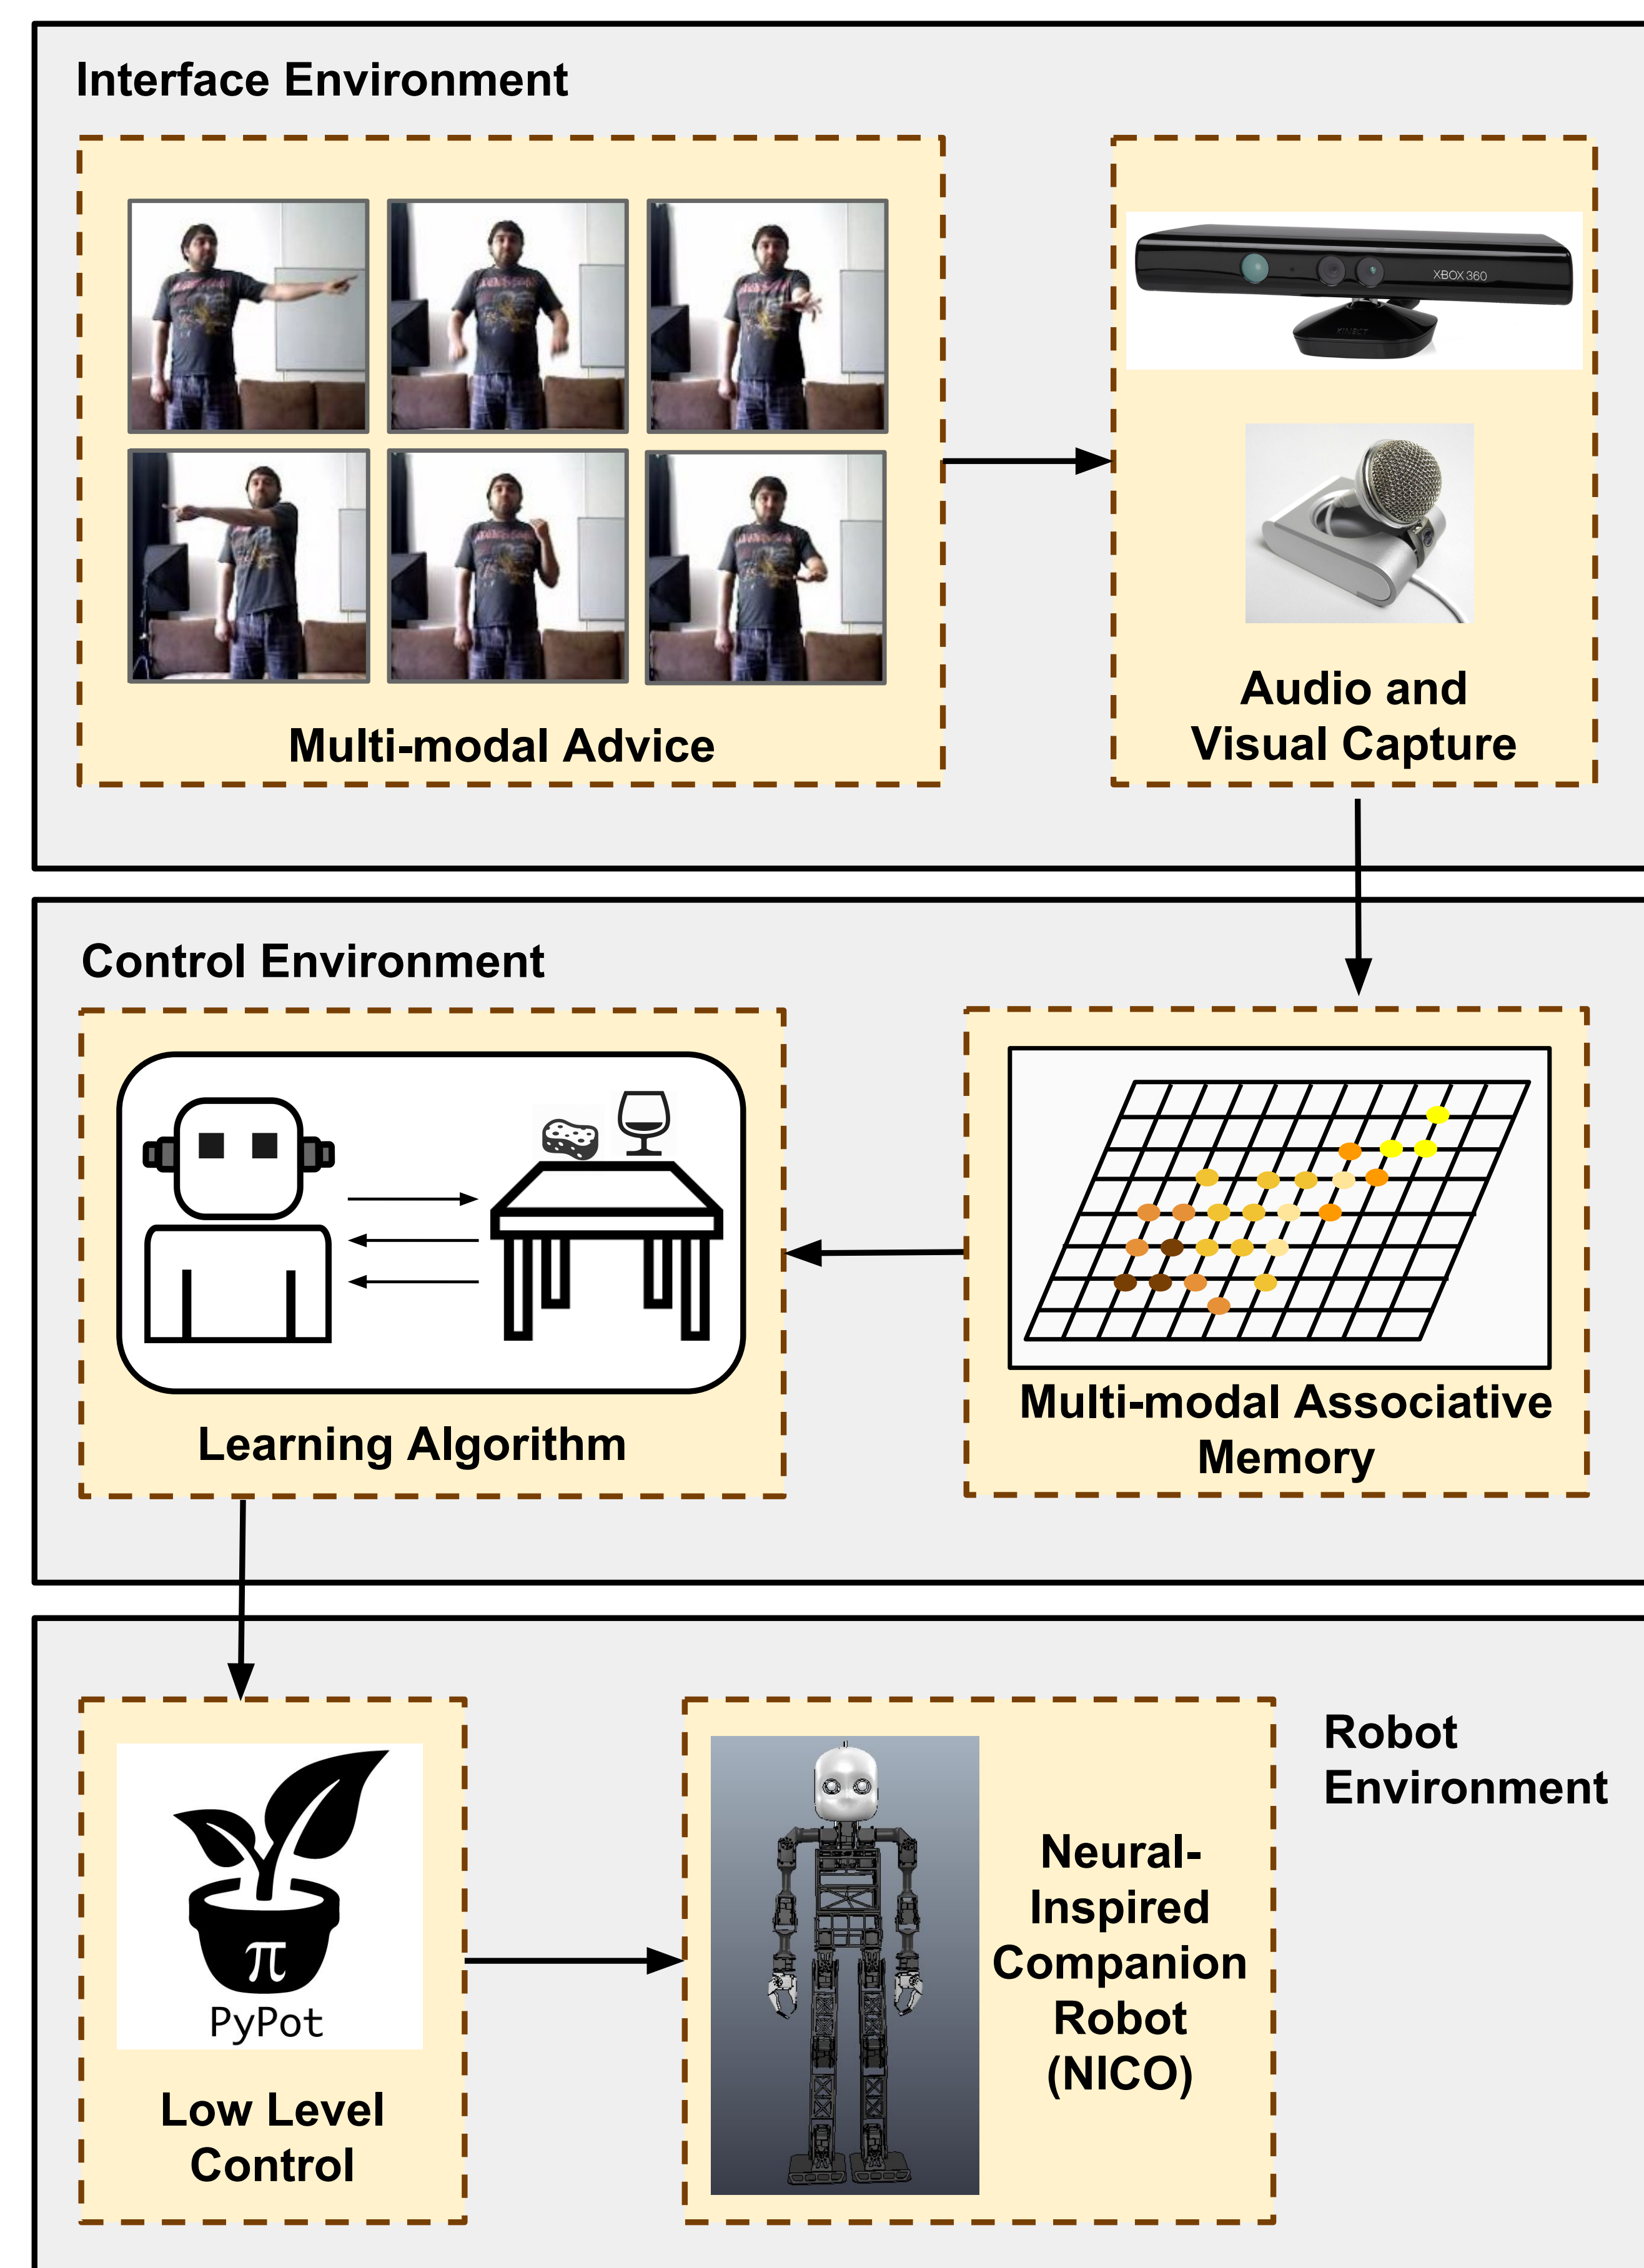 Interface Environment
XBOX 360
KINECT
Multi-modal Advice
Audio and
Visual Capture
Control Environment
Learning Algorithm
Multi-modal Associative
Memory
Robot
Environment
π
PyPot
Low Level
Control
Neural-
Inspired
Companion
Robot
(NICO)